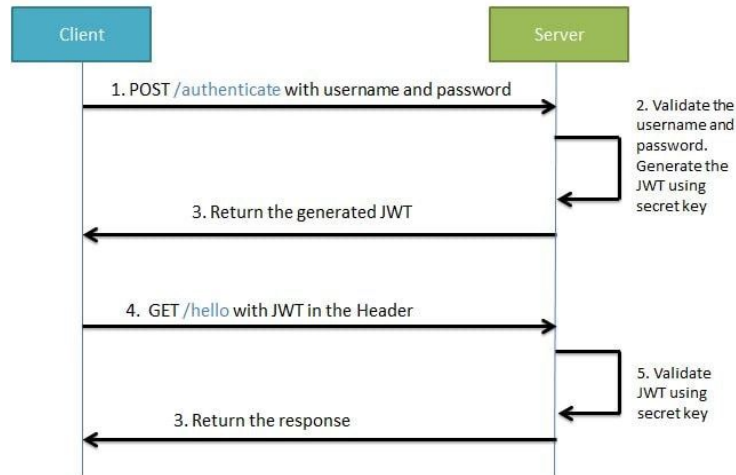 Client
Server
1. POST /authenticate with username and password
2. Validate the
username and
password.
Generate the
JWT using
secret key
3. Return the generated JWT
4. GET /hello with JWT in the Header
5. Validate
JWT using
secret key
3. Return the response